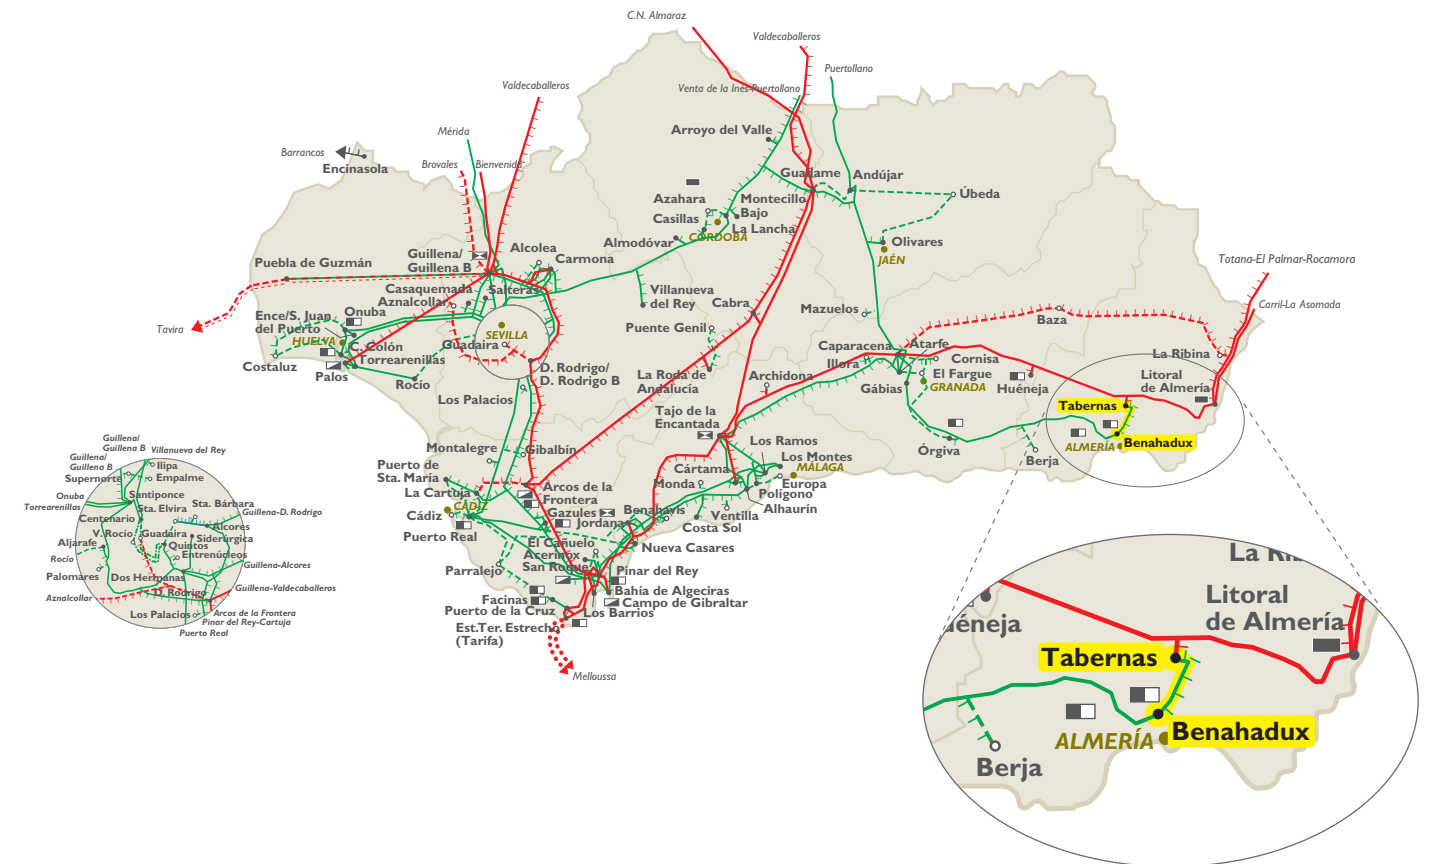 C.N. Almaraz
Valdecaballeros
Puertollano
Valdecaballeros
Venta de la Ines-Puertollano
Mérida
Arroyo del Valle
Barrancos
Encinasola
Brovales
Bienvenida
Guadame
Andújar
Úbeda
Azahara
Montecillo
Bajo
Casillas
La Lancha
CÓRDOBA
Almodóvar
Olivares
JAÉN
Guillena/
Guillena B
Alcolea
Carmona
Puebla de Guzmán
Totana-El Palmar-Rocamora
Casaquemada
Salteras
Aznalcollar
Villanueva
del Rey
Cabra
Mazuelos
Carril-La Asomada
Ence/S. Juan
del Puerto
Onuba
Tavira
HUELVA
C. Colón
Torrearenillas
Guadaira
SEVILLA
Puente Genil
Baza
Caparacena
Atarfe
Illora
Cornisa
La Ribina
Costaluz
Palos
Rocío
D. Rodrigo/
D. Rodrigo B
La Roda de
Andalucía
Archidona
Gábias
El Fargue
GRANADA
Huéneja
Litoral
de Almería
Los Palacios
Tabernas
Tajo de la
Encantada
Benahadux
ALMERÍA
Montalegre
Gibalbín
Los Ramos
Los Montes
MÁLAGA
Órgiva
Berja
Puerto de
Sta. María
Cártama
Monda
Europa
Polígono
Alhaurín
La Cartuja
CÁDIZ
Cádiz
Puerto Real
Arcos de la
Frontera
Gazules
Jordana
Benahavis
Ventilla
Costa Sol
El Cañuelo
Acerinox
San Roque
Nueva Casares
Parralejo
Pinar del Rey
Bahía de Algeciras
Campo de Gibraltar
Facinas
Puerto de la Cruz
Los Barrios
Est.Ter. Estrecho
(Tarifa)
Melloussa
Guillena/
Guillena B
Villanueva del Rey
Guillena/
Guillena B
Supernorte
Ilipa
Empalme
Onuba
Torrearenillas
Santiponce
Sta. Elvira
Sta. Bárbara
Guillena-D. Rodrigo
Centenario
V. Rocío
Guadaira
Alcores
Siderúrgica
Aljarafe
Quintos
Entrenúcleos
Rocío
Palomares
Dos Hermanas
Guillena-Alcores
D. Rodrigo
Guillena-Valdecaballeros
Aznalcollar
Los Palacios
Arcos de la Frontera
Pinar del Rey-Cartuja
Puerto Real
Litoral
de Almería
Tabernas
Benahadux
ALMERÍA
Berja